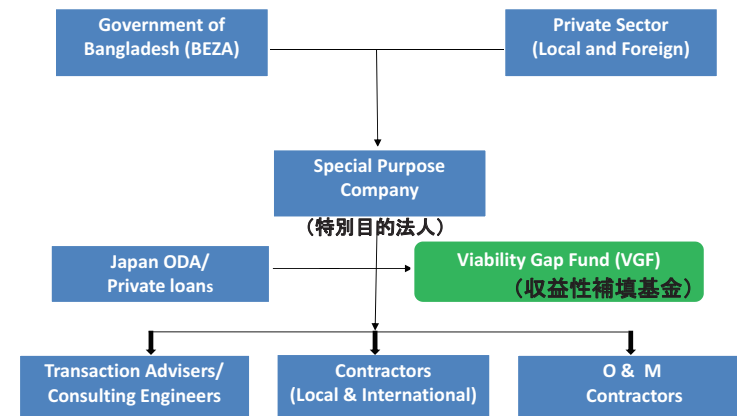 Government of
Bangladesh (BEZA)
Private Sector
(Local and Foreign)
Special Purpose
Company
（特別目的法人）
Japan ODA/
Private loans
Viability Gap Fund (VGF)
（収益性補填基金）
Transaction Advisers/
Consulting Engineers
Contractors
(Local & International)
O & M
Contractors